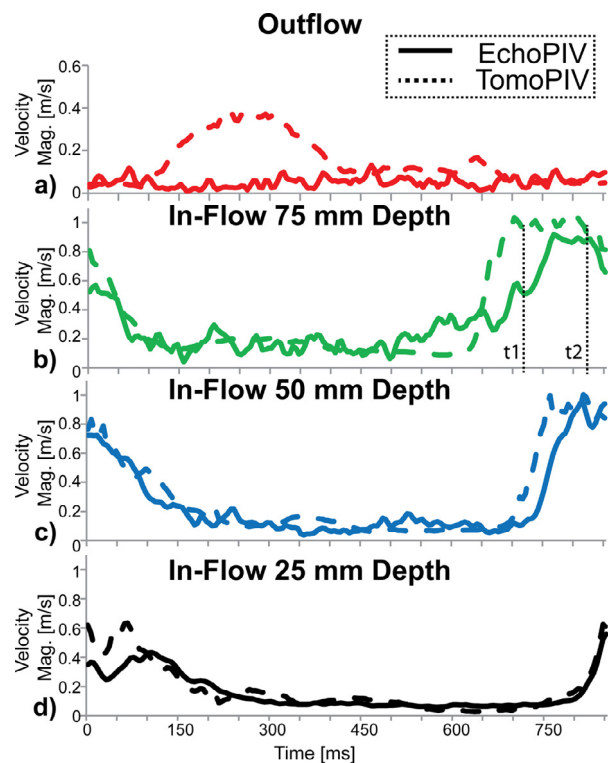 Outflow
EchoPIV
TomoPIV
Velocity
Mag. [m/s]
0.6
0.4
0.2
0
a)
In-Flow 75 mm Depth
Velocity
Mag. [m/s]
1
0.8
0.6
0.4
0.2
0
b)
t1
t2
In-Flow 50 mm Depth
Velocity
Mag. [m/s]
1
0.8
0.6
0.4
0.2
0
c)
In-Flow 25 mm Depth
Velocity
Mag. [m/s]
1
0.8
0.6
0.4
0.2
0
d)
0 150 300 450 600 750
Time [ms]